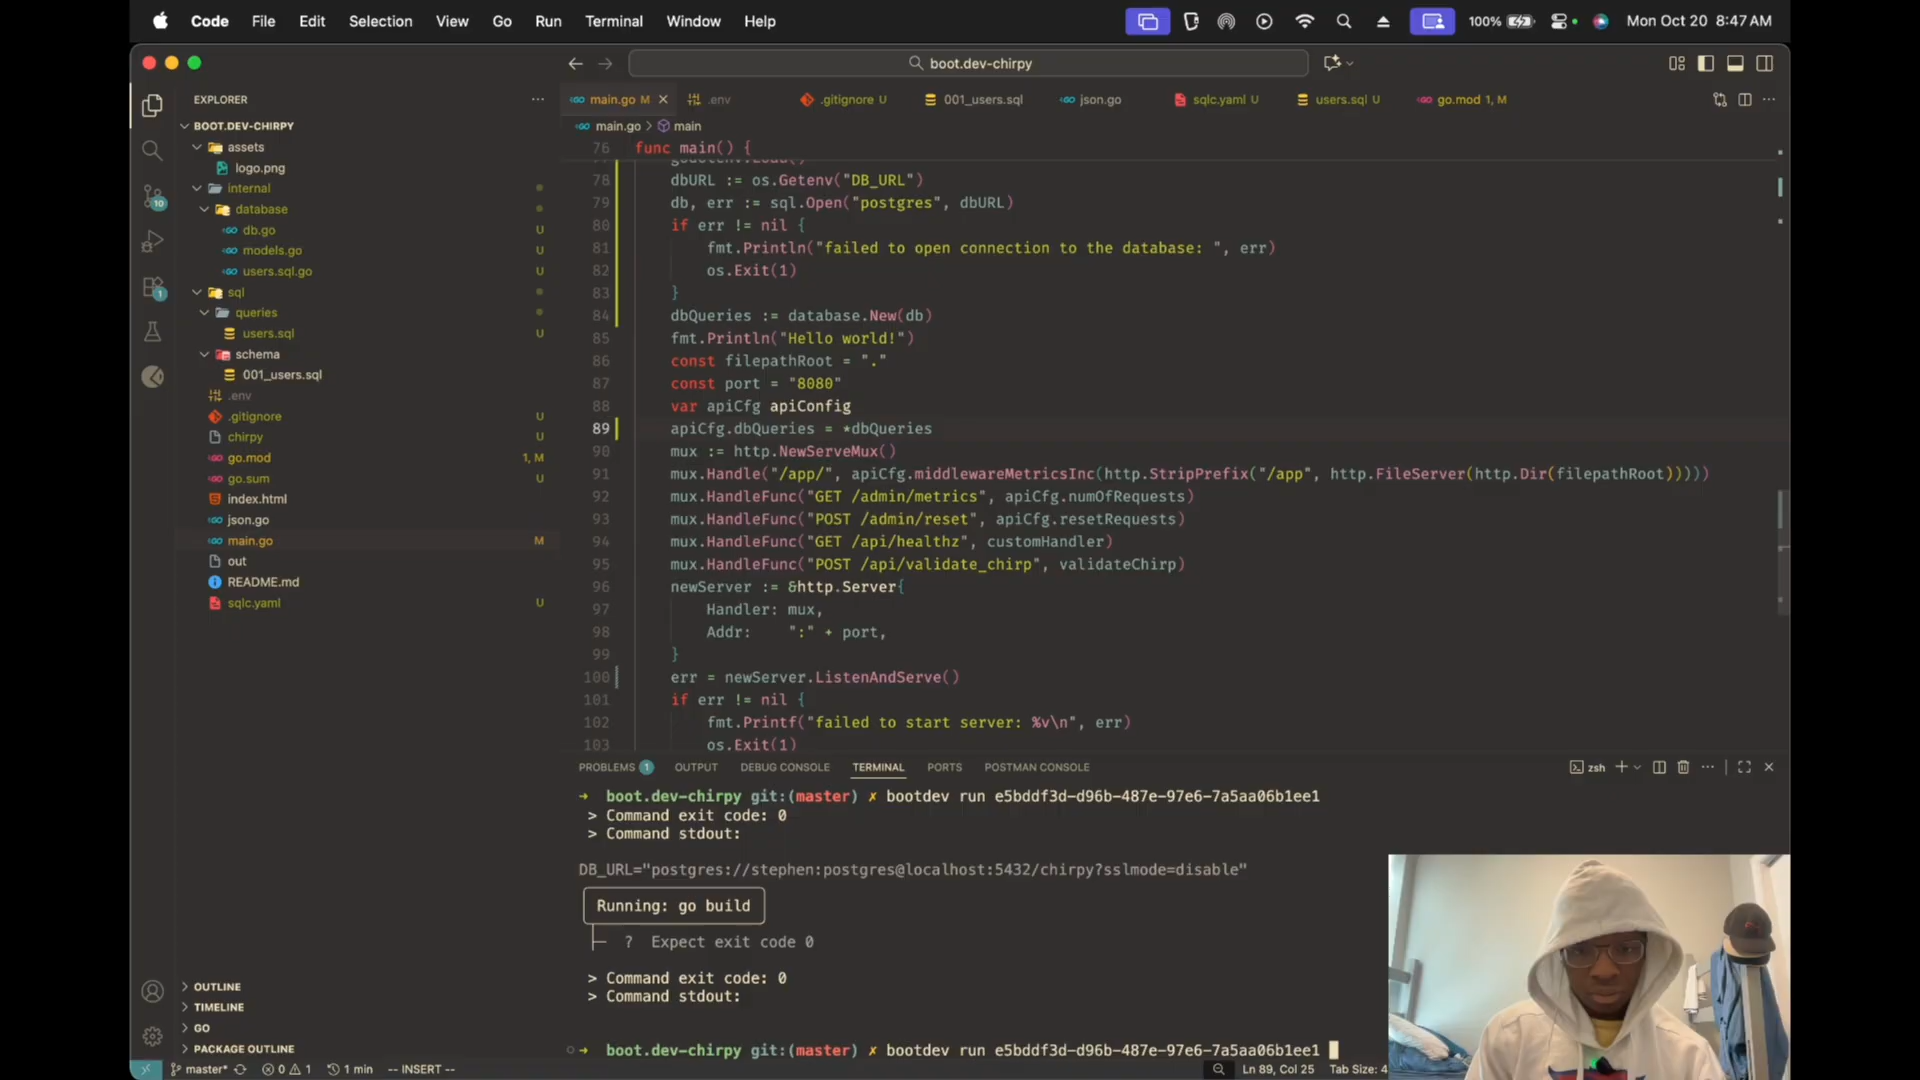 Code File Edit Selection View Go Run Terminal Window Help 100% Mon Oct 20 8:47 AM
boot.dev-chirpy
EXPLORER
main.go M .env .gitignore U 001_users.sql json.go sqlc.yaml U users.sql U go.mod 1, M
BOOT.DEV-CHIRPY
assets
logo.png
internal
database
db.go U
models.go U
users.sql.go U
sql
queries
users.sql U
schema
001_users.sql
.env
.gitignore U
chirpy U
go.mod 1, M
go.sum U
index.html
json.go
main.go M
out
README.md
sqlc.yaml U
OUTLINE
TIMELINE
GO
PACKAGE OUTLINE
10
1
main.go > main
76 func main() {
78 dbURL := os.Getenv("DB_URL")
79 db, err := sql.Open("postgres", dbURL)
80 if err != nil {
81 fmt.Println("failed to open connection to the database: ", err)
82 os.Exit(1)
83 }
84 dbQueries := database.New(db)
85 fmt.Println("Hello world!")
86 const filepathRoot = "."
87 const port = "8080"
88 var apiCfg apiConfig
89 apiCfg.dbQueries = *dbQueries
90 mux := http.NewServeMux()
91 mux.Handle("/app/", apiCfg.middlewareMetricsInc(http.StripPrefix("/app", http.FileServer(http.Dir(filepathRoot)))))
92 mux.HandleFunc("GET /admin/metrics", apiCfg.numOfRequests)
93 mux.HandleFunc("POST /admin/reset", apiCfg.resetRequests)
94 mux.HandleFunc("GET /api/healthz", customHandler)
95 mux.HandleFunc("POST /api/validate_chirp", validateChirp)
96 newServer := &http.Server{
97 Handler: mux,
98 Addr: ":" + port,
99 }
100 err = newServer.ListenAndServe()
101 if err != nil {
102 fmt.Printf("failed to start server: %v\n", err)
103 os.Exit(1)
PROBLEMS 1 OUTPUT DEBUG CONSOLE TERMINAL PORTS POSTMAN CONSOLE zsh
→ boot.dev-chirpy git:(master) ✗ bootdev run e5bddf3d-d96b-487e-97e6-7a5aa06b1ee1
> Command exit code: 0
> Command stdout:
DB_URL="postgres://stephen:postgres@localhost:5432/chirpy?sslmode=disable"
Running: go build
? Expect exit code 0
> Command exit code: 0
> Command stdout:
→ boot.dev-chirpy git:(master) ✗ bootdev run e5bddf3d-d96b-487e-97e6-7a5aa06b1ee1
master* 0 1 1 min -- INSERT -- Ln 89, Col 25 Tab Size: 4